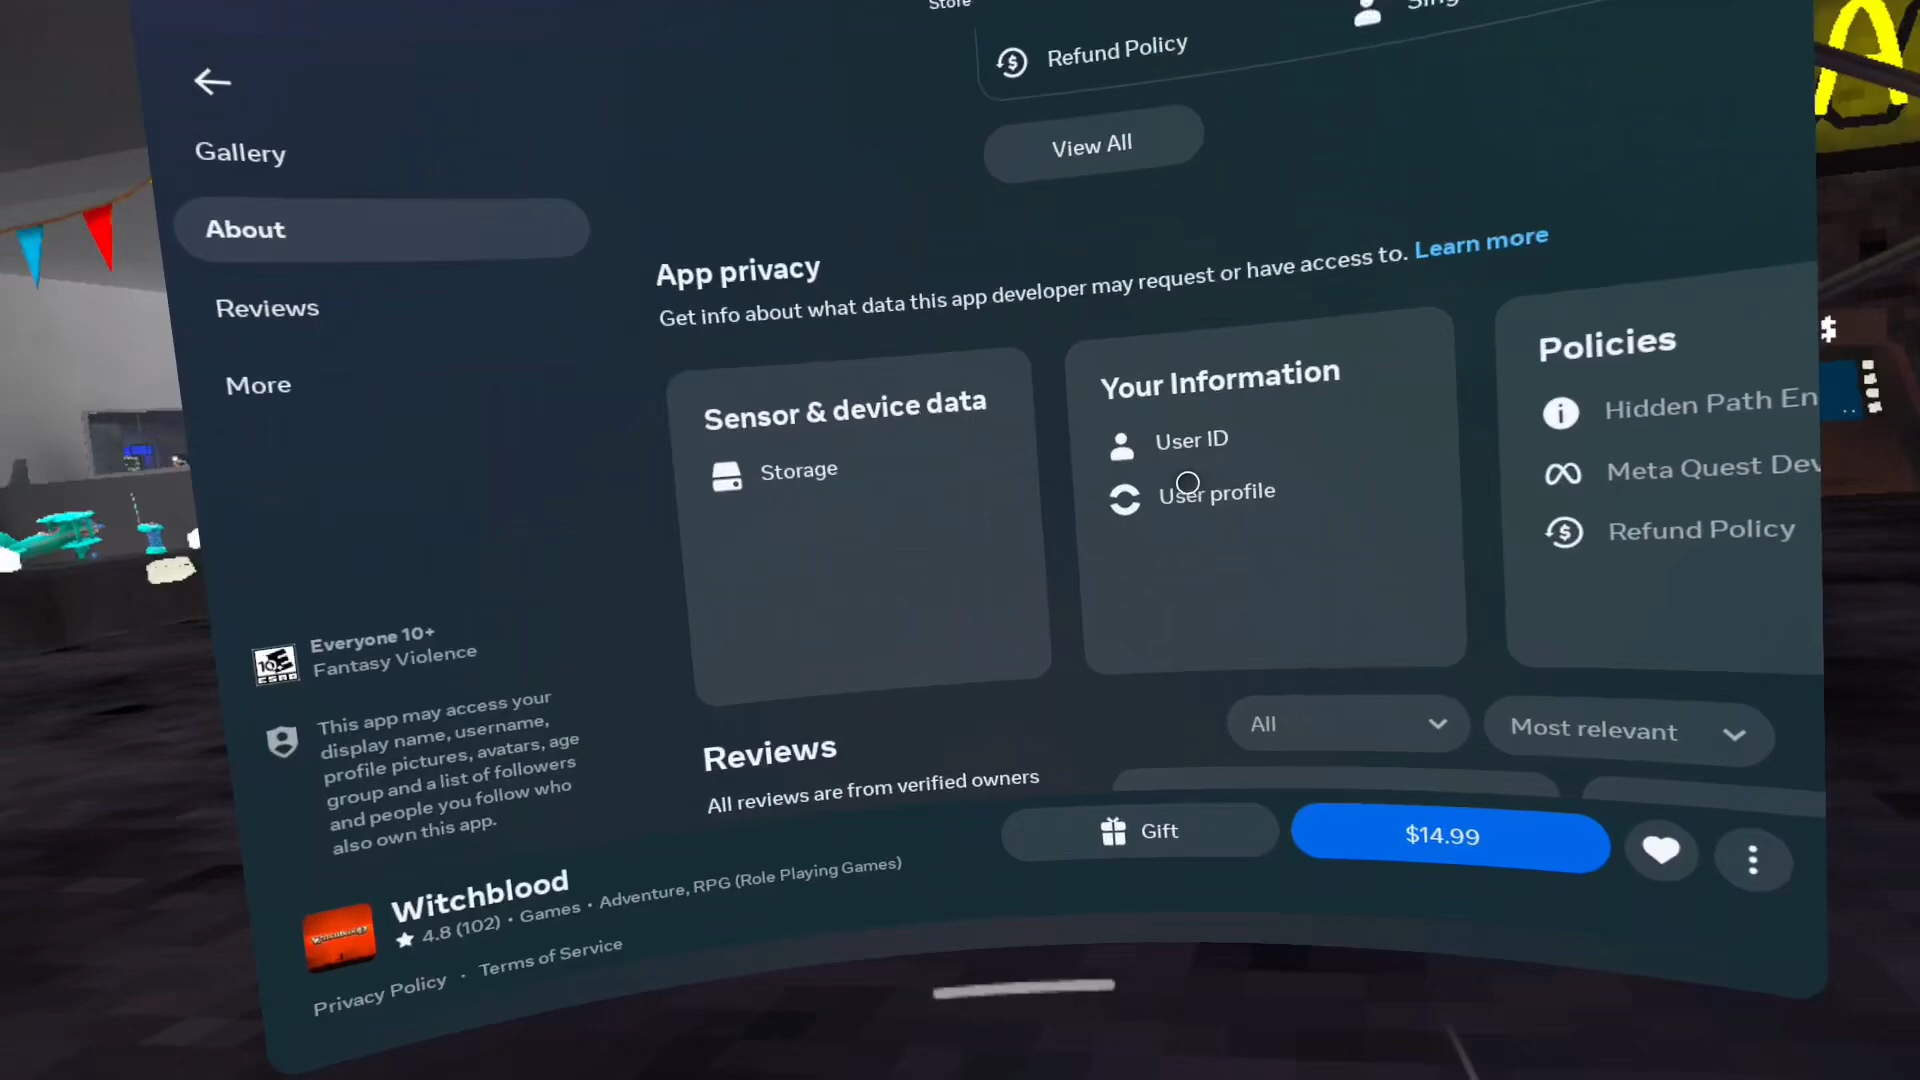 Store
Refund Policy
View All
Gallery
About
Reviews
More
App privacy
Get info about what data this app developer may request or have access to. Learn more
Sensor & device data
Storage
Your Information
User ID
User profile
Policies
Hidden Path En
Meta Quest Dev
Refund Policy
Everyone 10+
Fantasy Violence
This app may access your
display name, username,
profile pictures, avatars, age
group and a list of followers
and people you follow who
also own this app.
Reviews
All reviews are from verified owners
All
Most relevant
Gift
$14.99
Witchblood
4.8 (102) · Games · Adventure, RPG (Role Playing Games)
Privacy Policy · Terms of Service
$